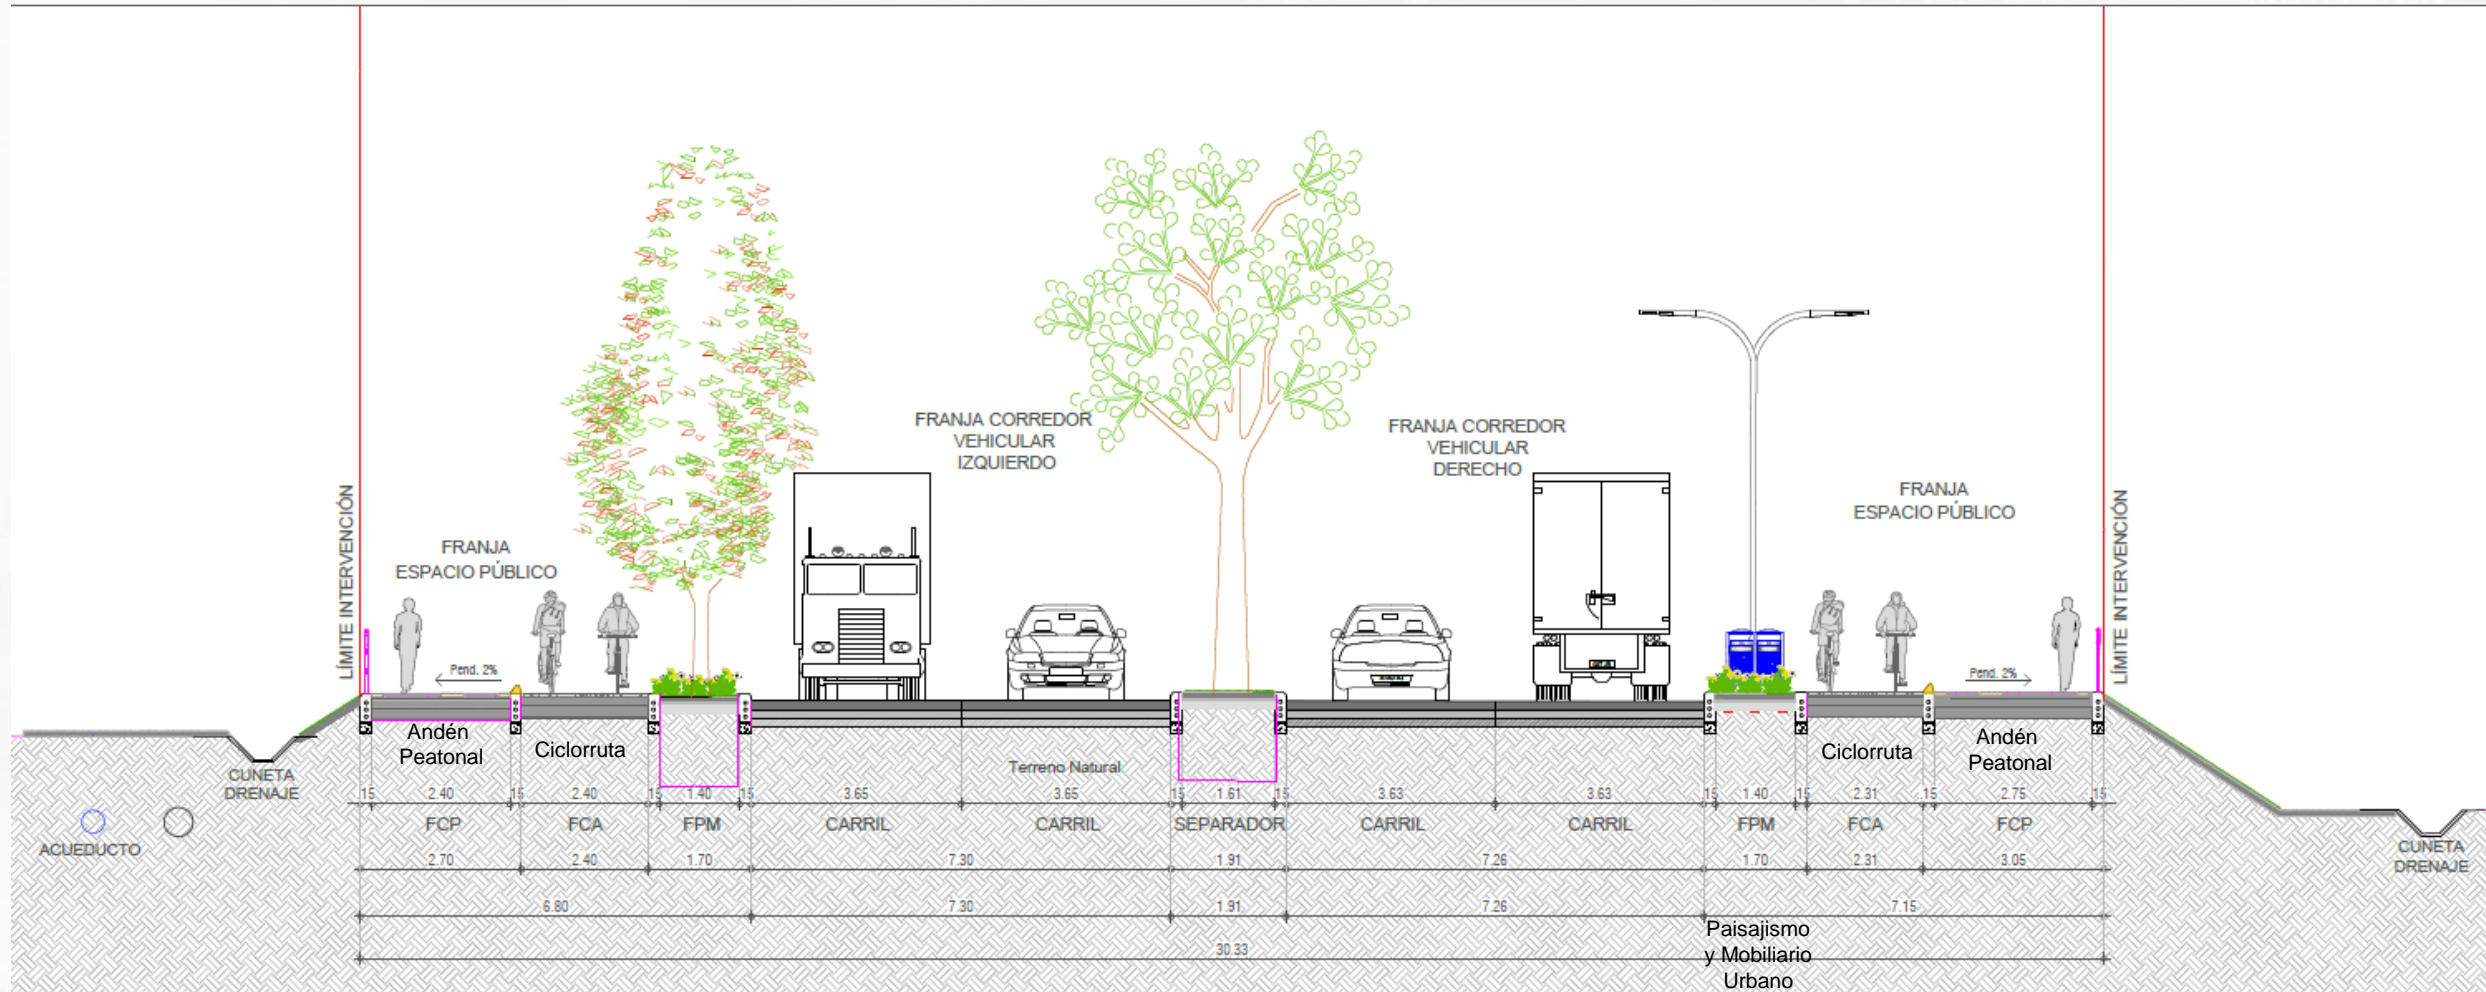 FRANJA CORREDOR
VEHICULAR
IZQUIERDO
FRANJA CORREDOR
VEHICULAR
DERECHO
LÍMITE INTERVENCIÓN
FRANJA
ESPACIO PÚBLICO
FRANJA
ESPACIO PÚBLICO
LÍMITE INTERVENCIÓN
Pend. 2%
Pend. 2%
Andén
Peatonal
Ciclorruta
Terreno Natural
Ciclorruta
Andén
Peatonal
CUNETA
DRENAJE
ACUEDUCTO
CUNETA
DRENAJE
.15 2.40 .15 2.40 .15 1.40 .15 3.65 3.65 .15 1.61 .15 3.63 3.63 .15 1.40 .15 2.31 .15 2.75 .15
FCP FCA FPM CARRIL CARRIL SEPARADOR CARRIL CARRIL FPM FCA FCP
2.70 2.40 1.70 7.30 1.91 7.26 1.70 2.31 3.05
6.80 7.30 1.91 7.26 7.15
30.33
Paisajismo
y Mobiliario
Urbano